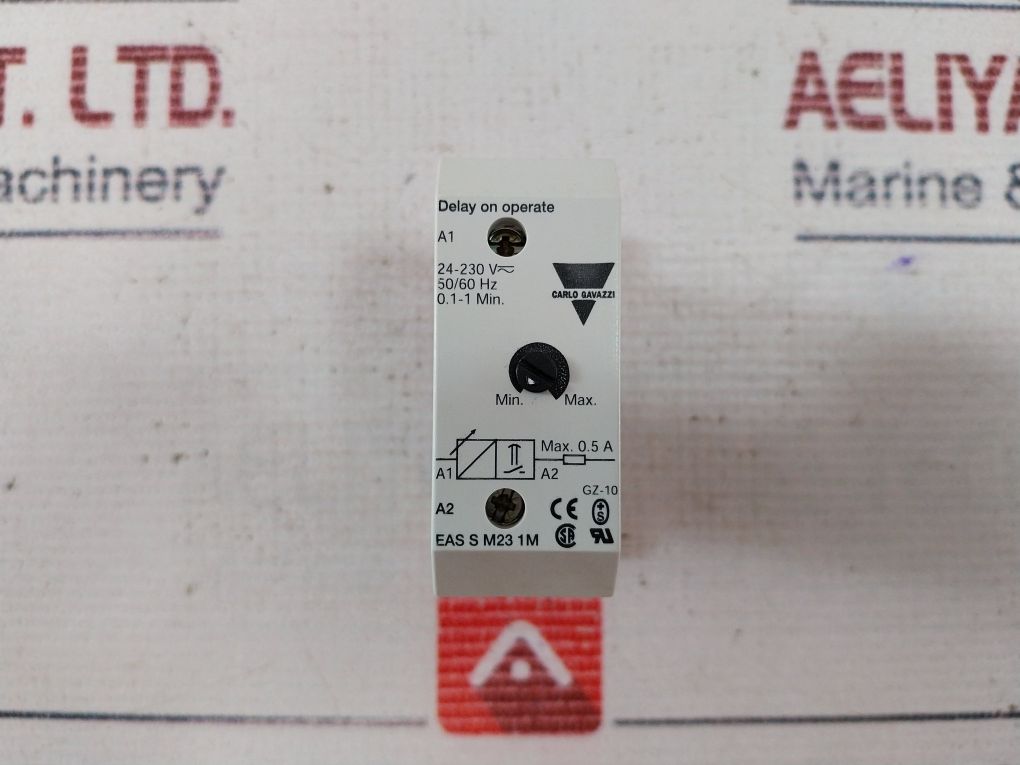 T. LTD.
achinery
AELIYA
Marine &
Delay on operate
A1
24-230 V
50/60 Hz
0.1-1 Min.
CARLO GAVAZZI
Min. Max.
Max. 0.5 A
A1 A2
GZ-10
A2
CE
+S
SA
EAS S M23 1M